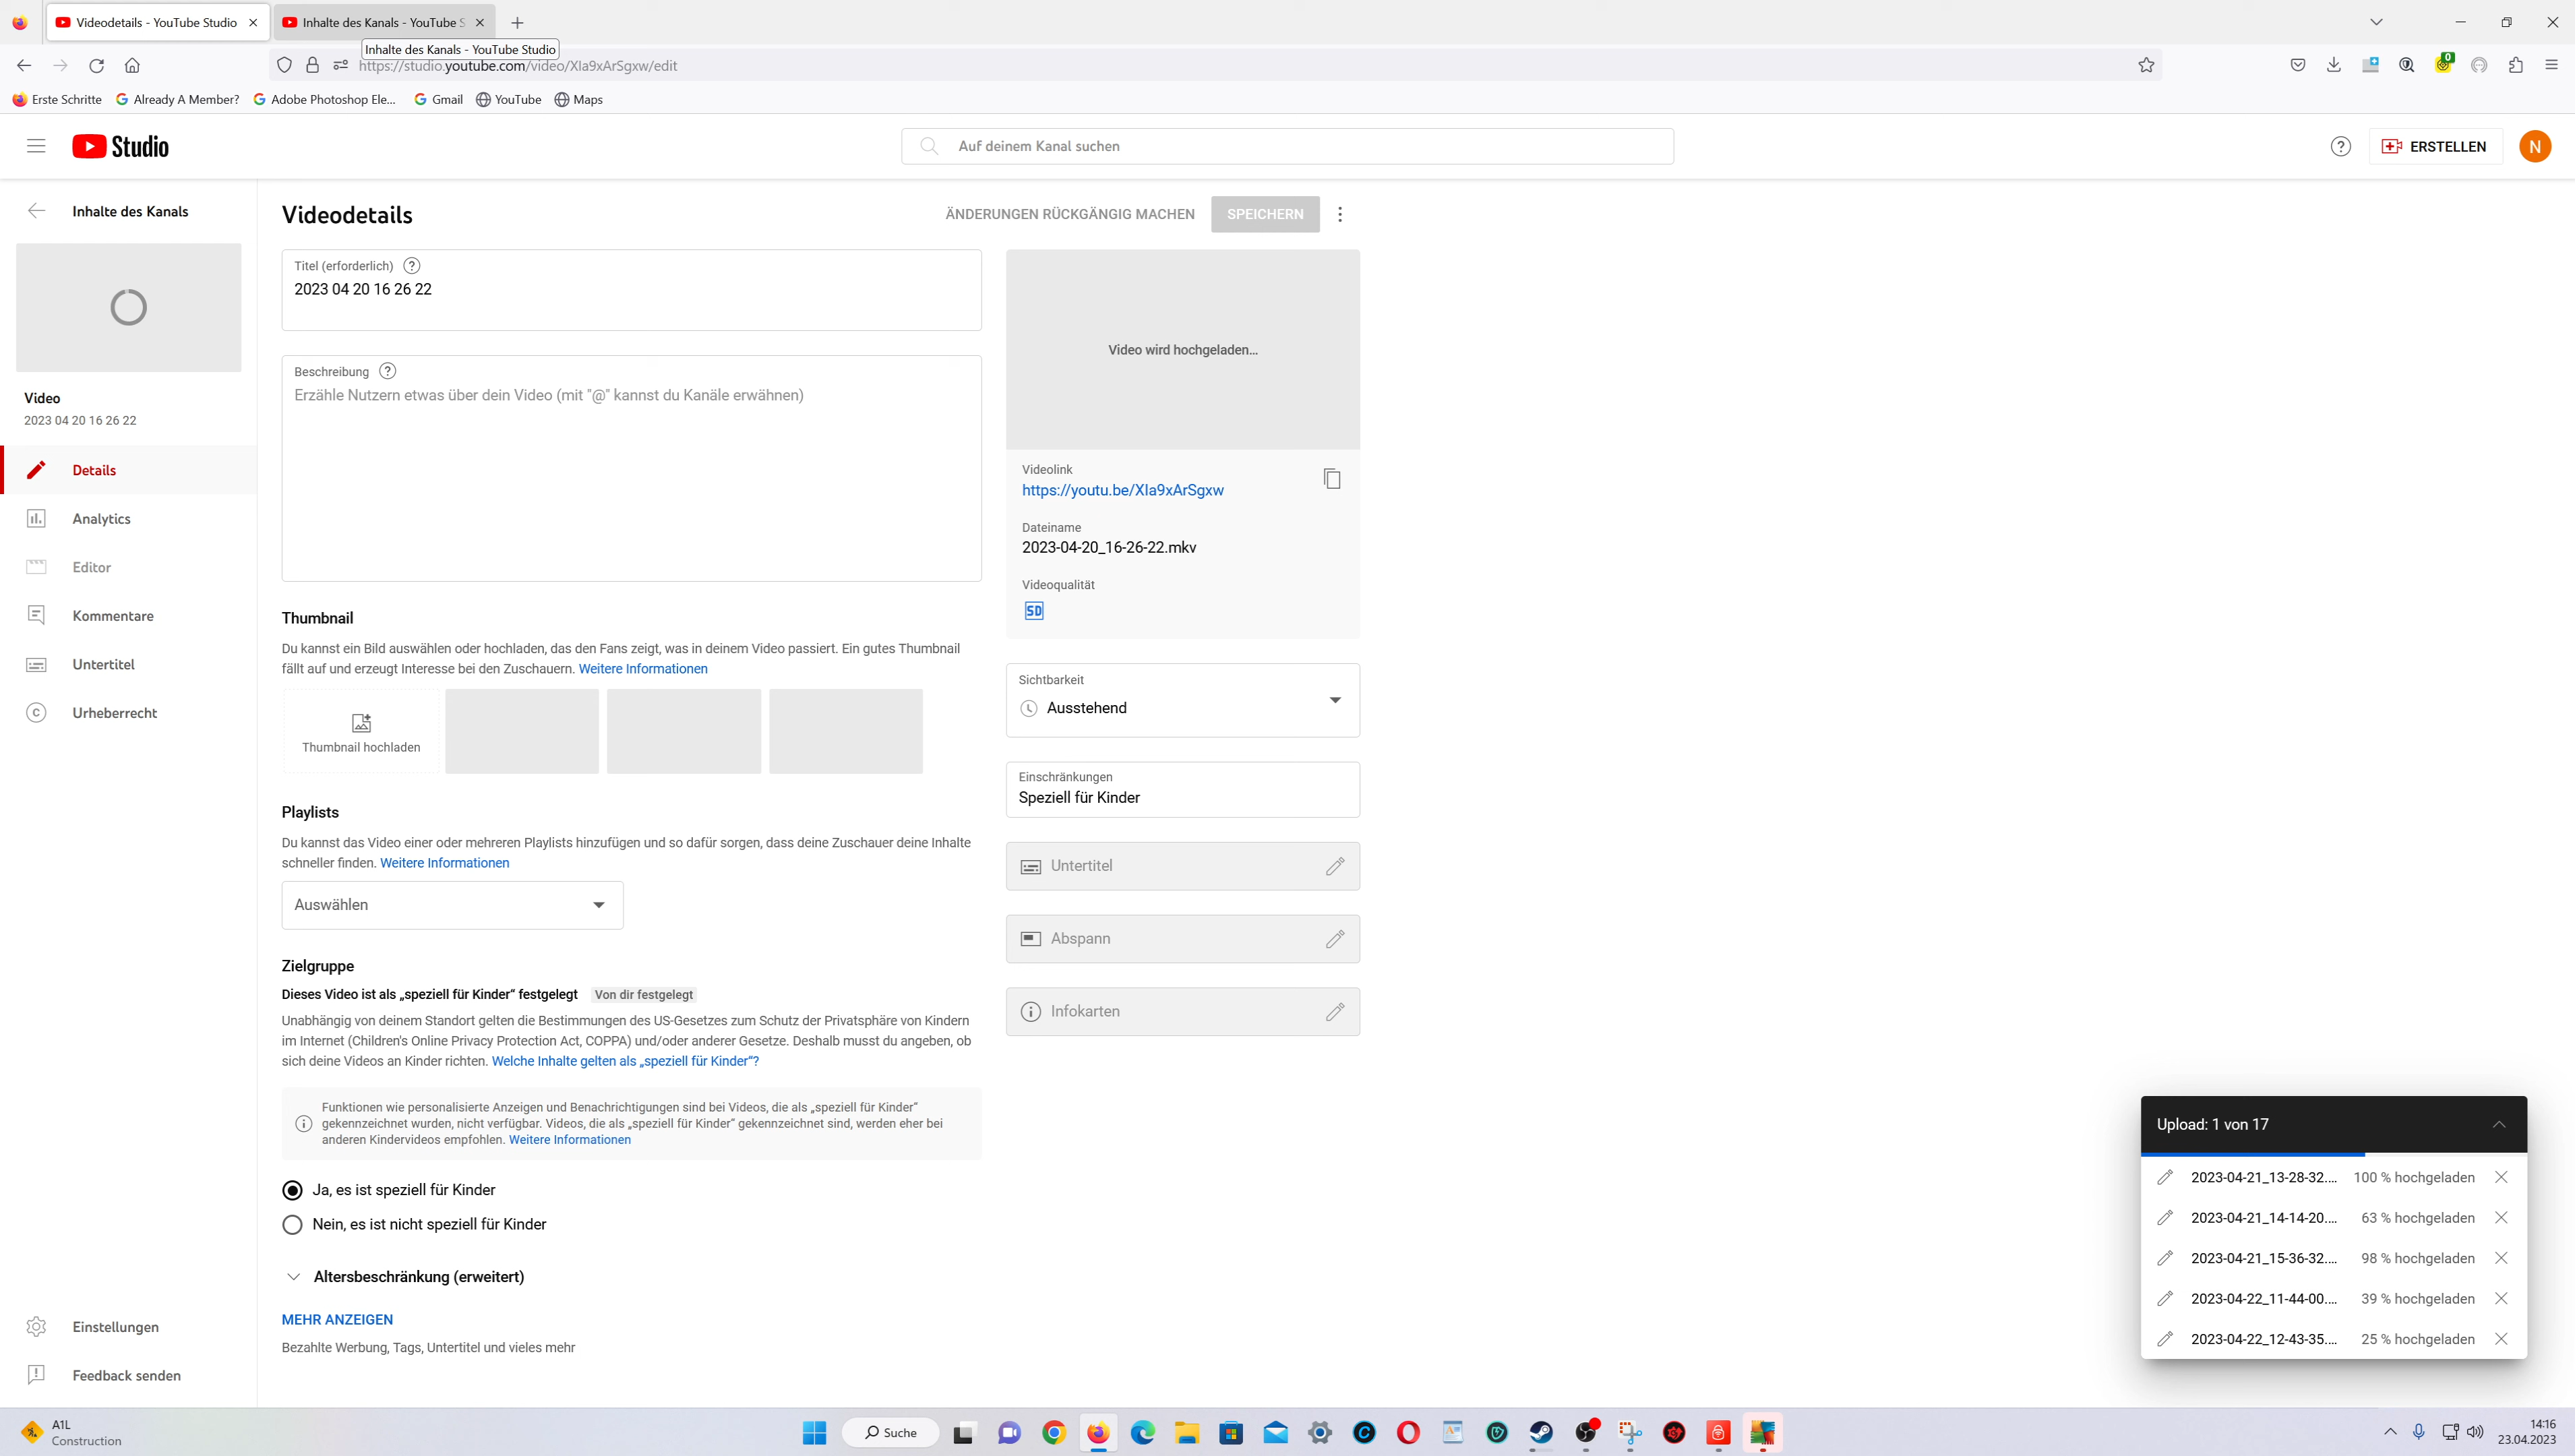 Videodetails - YouTube Studio
Inhalte des Kanals - YouTube S
Inhalte des Kanals - YouTube Studio
https://studio.youtube.com/video/XIa9xArSgxw/edit
0
Erste Schritte
Already A Member?
Adobe Photoshop Ele...
Gmail
YouTube
Maps
Studio
Auf deinem Kanal suchen
ERSTELLEN
N
Inhalte des Kanals
Videodetails
ÄNDERUNGEN RÜCKGÄNGIG MACHEN
SPEICHERN
Video
2023 04 20 16 26 22
Details
Analytics
Editor
Kommentare
Untertitel
Urheberrecht
Einstellungen
Feedback senden
Titel (erforderlich)
2023 04 20 16 26 22
Beschreibung
Erzähle Nutzern etwas über dein Video (mit "@" kannst du Kanäle erwähnen)
Thumbnail
Du kannst ein Bild auswählen oder hochladen, das den Fans zeigt, was in deinem Video passiert. Ein gutes Thumbnail
fällt auf und erzeugt Interesse bei den Zuschauern. Weitere Informationen
Thumbnail hochladen
Playlists
Du kannst das Video einer oder mehreren Playlists hinzufügen und so dafür sorgen, dass deine Zuschauer deine Inhalte
schneller finden. Weitere Informationen
Auswählen
Zielgruppe
Dieses Video ist als „speziell für Kinder“ festgelegt Von dir festgelegt
Unabhängig von deinem Standort gelten die Bestimmungen des US-Gesetzes zum Schutz der Privatsphäre von Kindern
im Internet (Children's Online Privacy Protection Act, COPPA) und/oder anderer Gesetze. Deshalb musst du angeben, ob
sich deine Videos an Kinder richten. Welche Inhalte gelten als „speziell für Kinder“?
Funktionen wie personalisierte Anzeigen und Benachrichtigungen sind bei Videos, die als „speziell für Kinder“
gekennzeichnet wurden, nicht verfügbar. Videos, die als „speziell für Kinder“ gekennzeichnet sind, werden eher bei
anderen Kindervideos empfohlen. Weitere Informationen
Ja, es ist speziell für Kinder
Nein, es ist nicht speziell für Kinder
Altersbeschränkung (erweitert)
MEHR ANZEIGEN
Bezahlte Werbung, Tags, Untertitel und vieles mehr
Video wird hochgeladen...
Videolink
https://youtu.be/XIa9xArSgxw
Dateiname
2023-04-20_16-26-22.mkv
Videoqualität
SD
Sichtbarkeit
Ausstehend
Einschränkungen
Speziell für Kinder
Untertitel
Abspann
Infokarten
Upload: 1 von 17
2023-04-21_13-28-32.... 100 % hochgeladen
2023-04-21_14-14-20.... 63 % hochgeladen
2023-04-21_15-36-32.... 98 % hochgeladen
2023-04-22_11-44-00.... 39 % hochgeladen
2023-04-22_12-43-35.... 25 % hochgeladen
A1L
Construction
Suche
14:16
23.04.2023